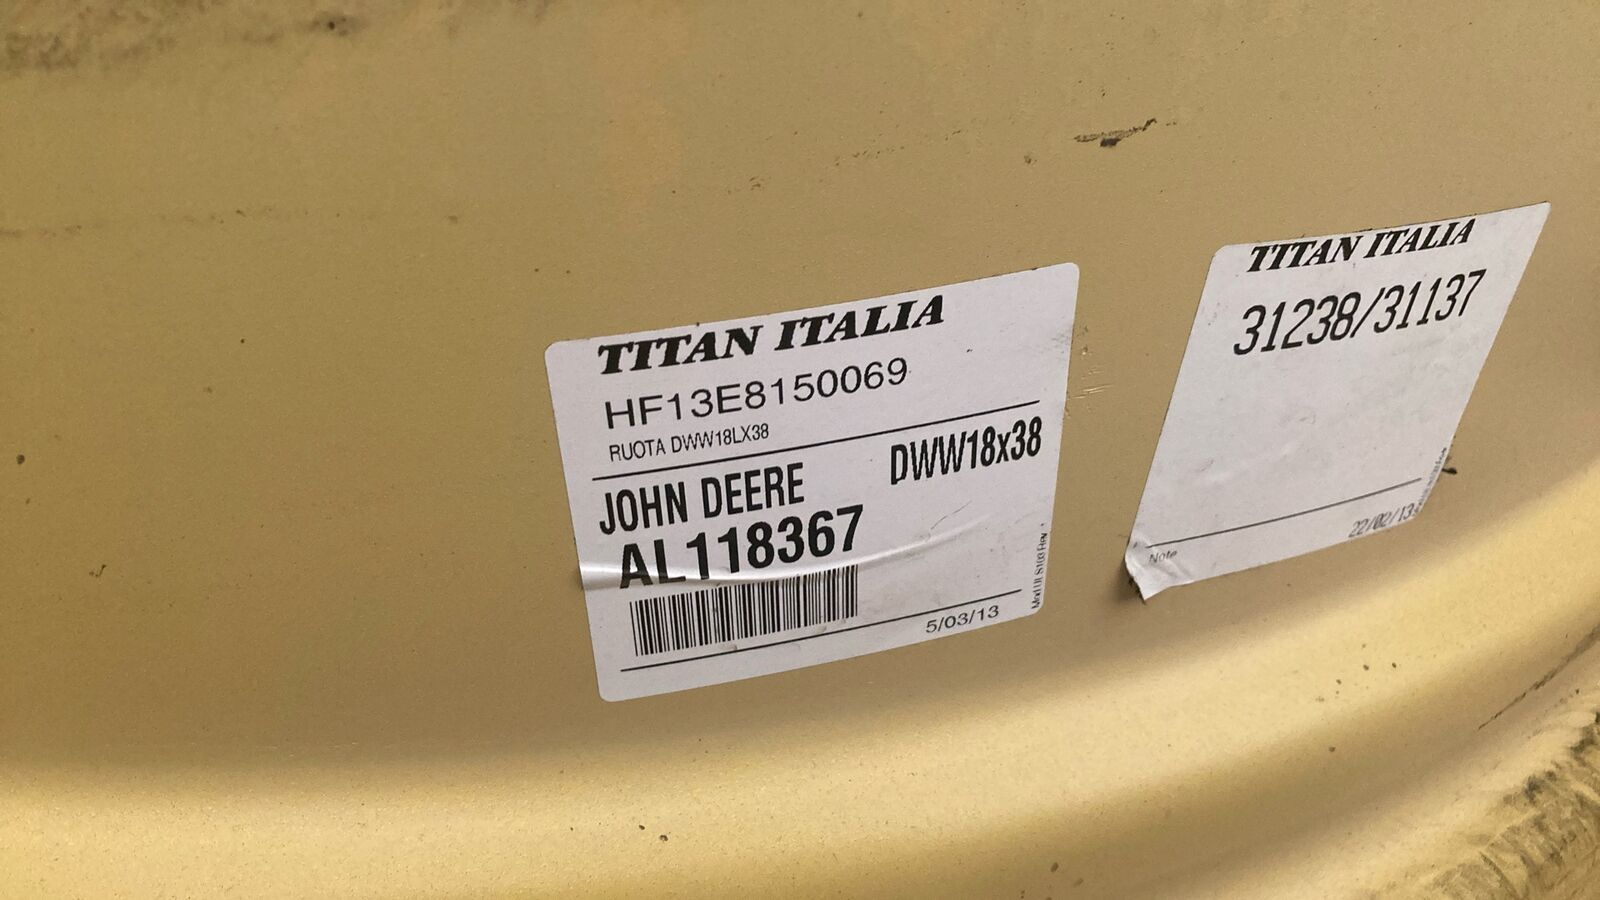 TITAN ITALIA
HF13E8150069
RUOTA DWW18LX38
JOHN DEERE
DWW18x38
AL118367
5/03/13
TITAN ITALIA
31238/31137
22/02/13
Note